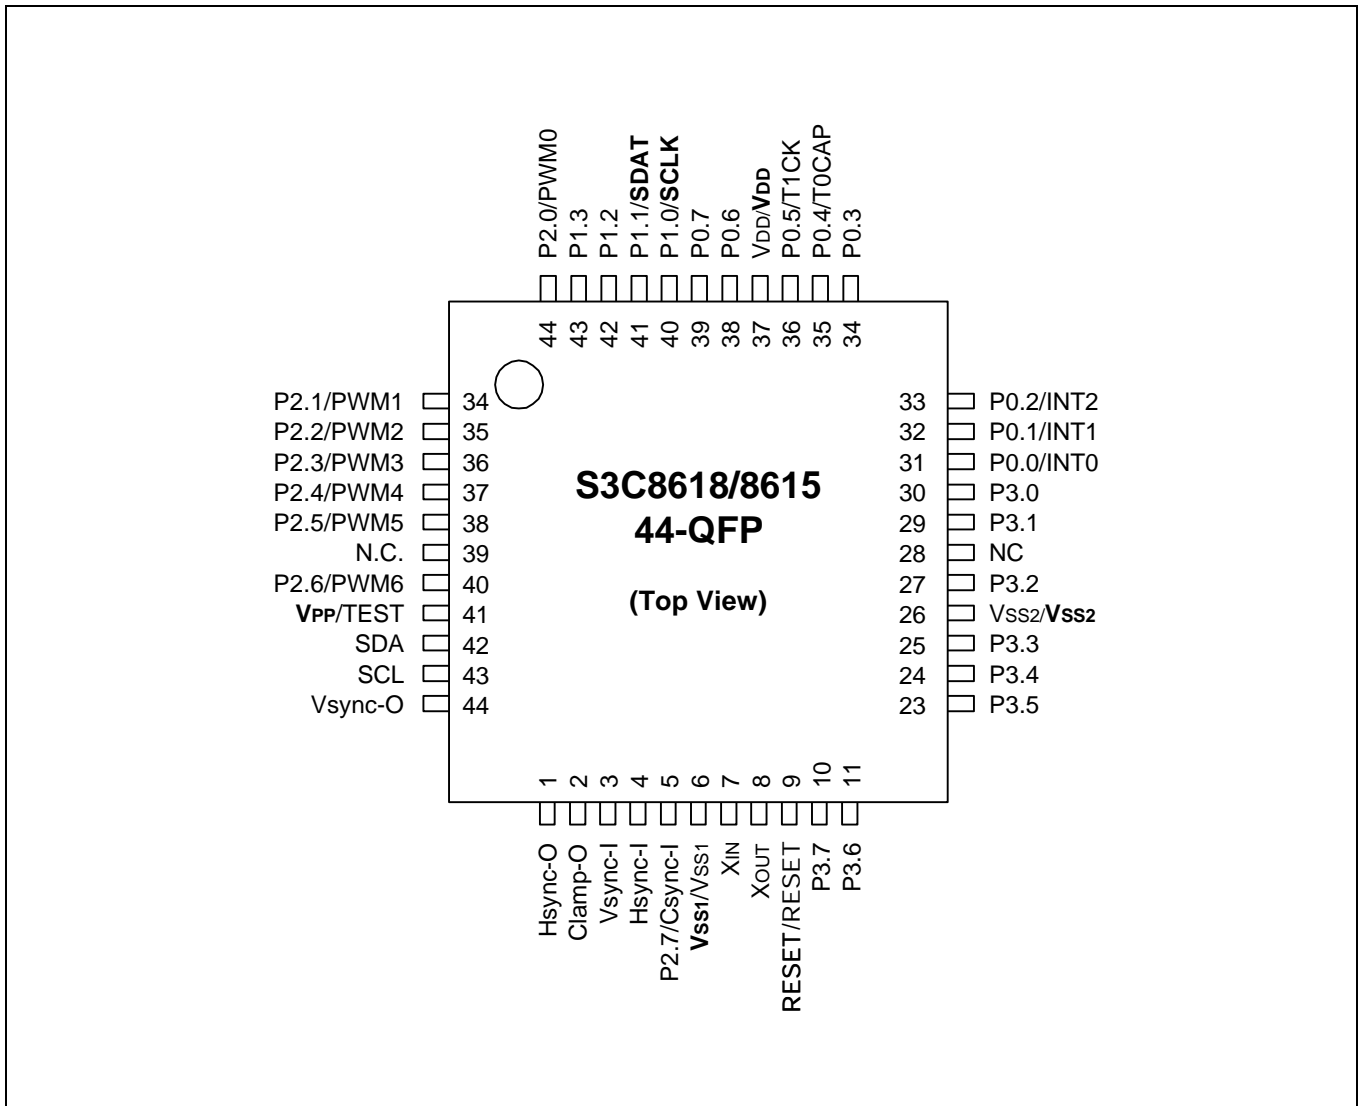 P2.0/PWM0
P1.3
P1.2
P1.1/SDAT
P1.0/SCLK
P0.7
P0.6
VDD/VDD
P0.5/T1CK
P0.4/T0CAP
P0.3
44
43
42
41
40
39
38
37
36
35
34
P2.1/PWM1 34
P2.2/PWM2 35
P2.3/PWM3 36
P2.4/PWM4 37
P2.5/PWM5 38
N.C. 39
P2.6/PWM6 40
VPP/TEST 41
SDA 42
SCL 43
Vsync-O 44
S3C8618/8615
44-QFP
(Top View)
33 P0.2/INT2
32 P0.1/INT1
31 P0.0/INT0
30 P3.0
29 P3.1
28 NC
27 P3.2
26 VSS2/VSS2
25 P3.3
24 P3.4
23 P3.5
1
2
3
4
5
6
7
8
9
10
11
Hsync-O
Clamp-O
Vsync-I
Hsync-I
P2.7/Csync-I
VSS1/VSS1
XIN
XOUT
RESET/RESET
P3.7
P3.6